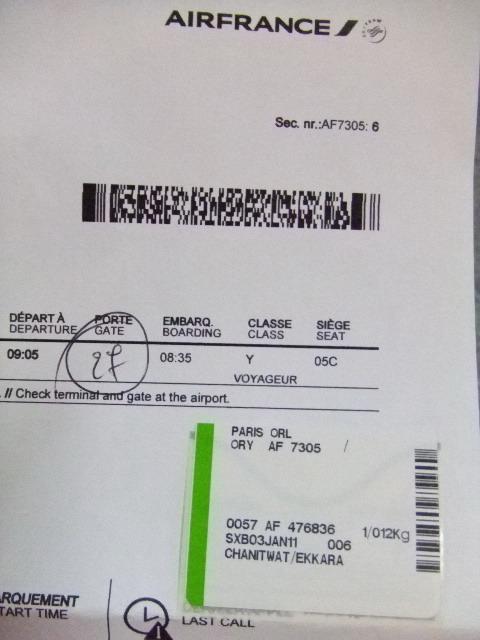 AIRFRANCE
Sec. nr.:AF7305: 6
DÉPART À PORTE EMBARQ. CLASSE SIÈGE
DEPARTURE GATE BOARDING CLASS SEAT
09:05 08:35 Y 05C
VOYAGEUR
. // Check terminal and gate at the airport.
PARIS ORL
ORY AF 7305 /
0057 AF 476836 1/012Kg
SXB03JAN11 006
CHANITWAT/EKKARA
RQUEMENT
TART TIME
LAST CALL